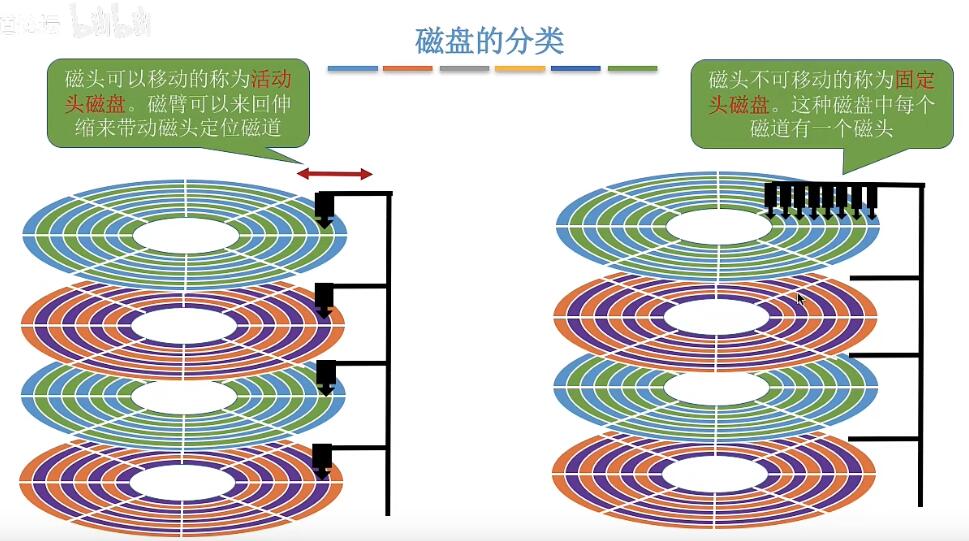 bilibili
磁盘的分类
磁头可以移动的称为活动
头磁盘。磁臂可以来回伸
缩来带动磁头定位磁道
磁头不可移动的称为固定
头磁盘。这种磁盘中每个
磁道有一个磁头